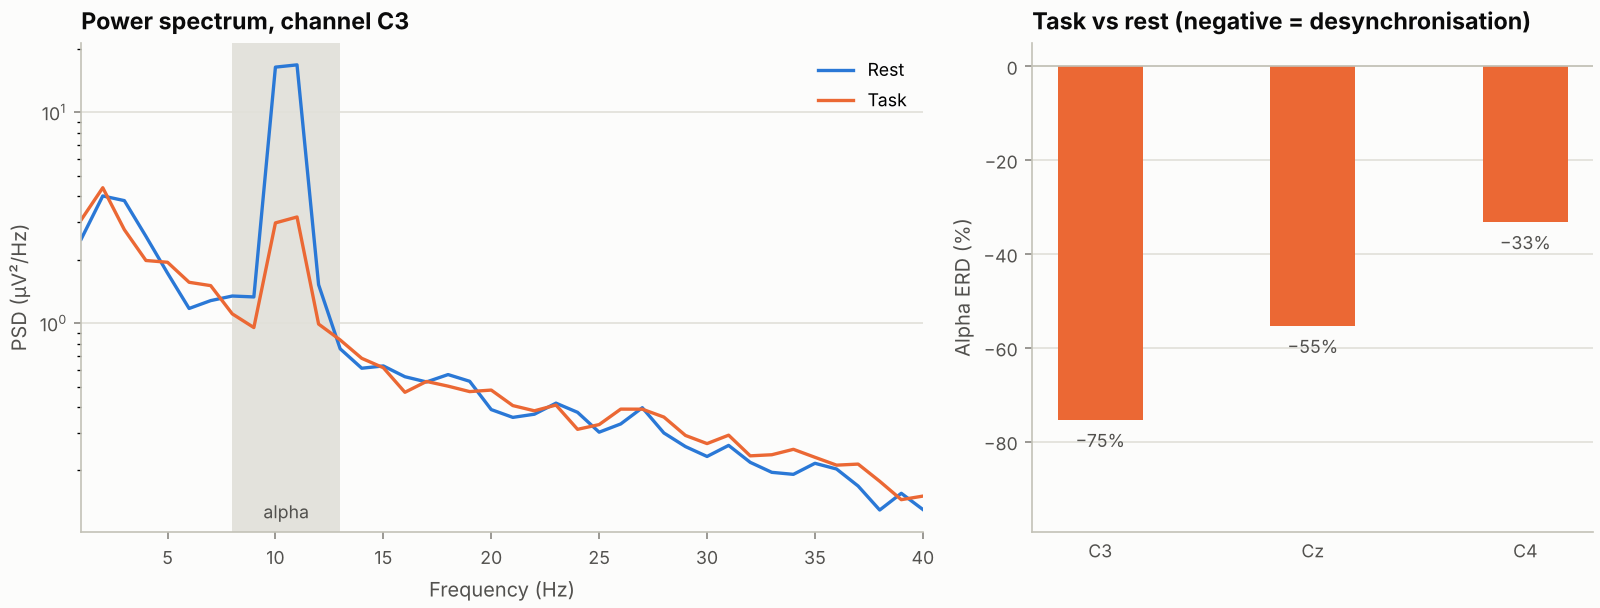 Power spectrum, channel C3
Rest
Task
10¹
10⁰
PSD (µV²/Hz)
alpha
5 10 15 20 25 30 35 40
Frequency (Hz)
Task vs rest (negative = desynchronisation)
0
−20
−40
−60
−80
Alpha ERD (%)
−33%
−55%
−75%
C3 Cz C4